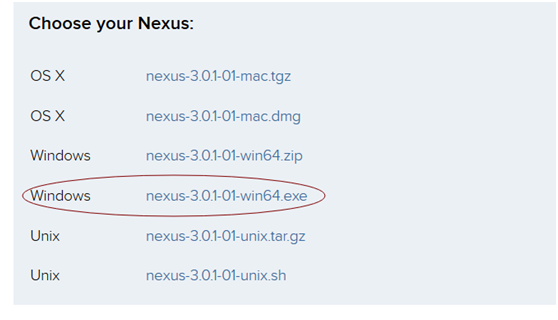 Choose your Nexus:
OS X nexus-3.0.1-01-mac.tgz
OS X nexus-3.0.1-01-mac.dmg
Windows nexus-3.0.1-01-win64.zip
Windows nexus-3.0.1-01-win64.exe
Unix nexus-3.0.1-01-unix.tar.gz
Unix nexus-3.0.1-01-unix.sh